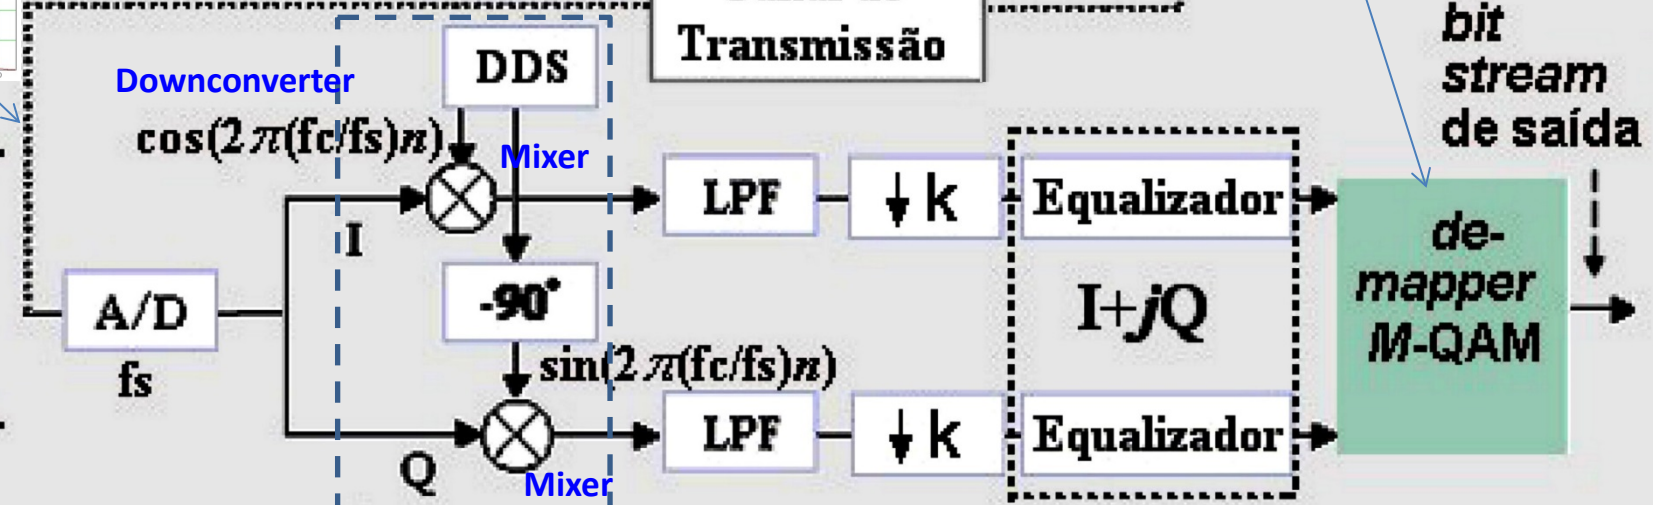 Transmissão
bit
stream
de saída
DDS
Downconverter
cos(2π(fc/fs)n)
Mixer
I
LPF
↓ k
Equalizador
A/D
fs
-90°
I+jQ
de-
mapper
M-QAM
sin(2π(fc/fs)n)
Q
Mixer
LPF
↓ k
Equalizador